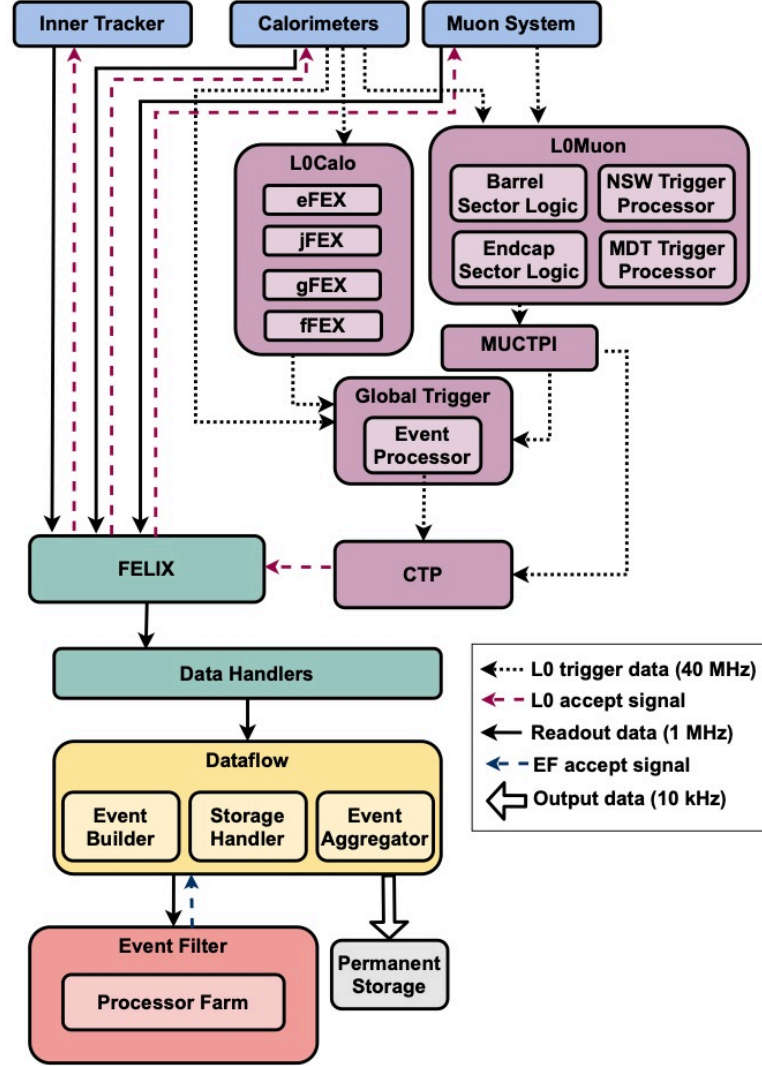 Inner Tracker
Calorimeters
Muon System
L0Calo
eFEX
jFEX
gFEX
fFEX
L0Muon
Barrel
Sector Logic
NSW Trigger
Processor
Endcap
Sector Logic
MDT Trigger
Processor
MUCTPI
Global Trigger
Event
Processor
FELIX
CTP
Data Handlers
Dataflow
Event
Builder
Storage
Handler
Event
Aggregator
Event Filter
Processor Farm
Permanent
Storage
L0 trigger data (40 MHz)
L0 accept signal
Readout data (1 MHz)
EF accept signal
Output data (10 kHz)